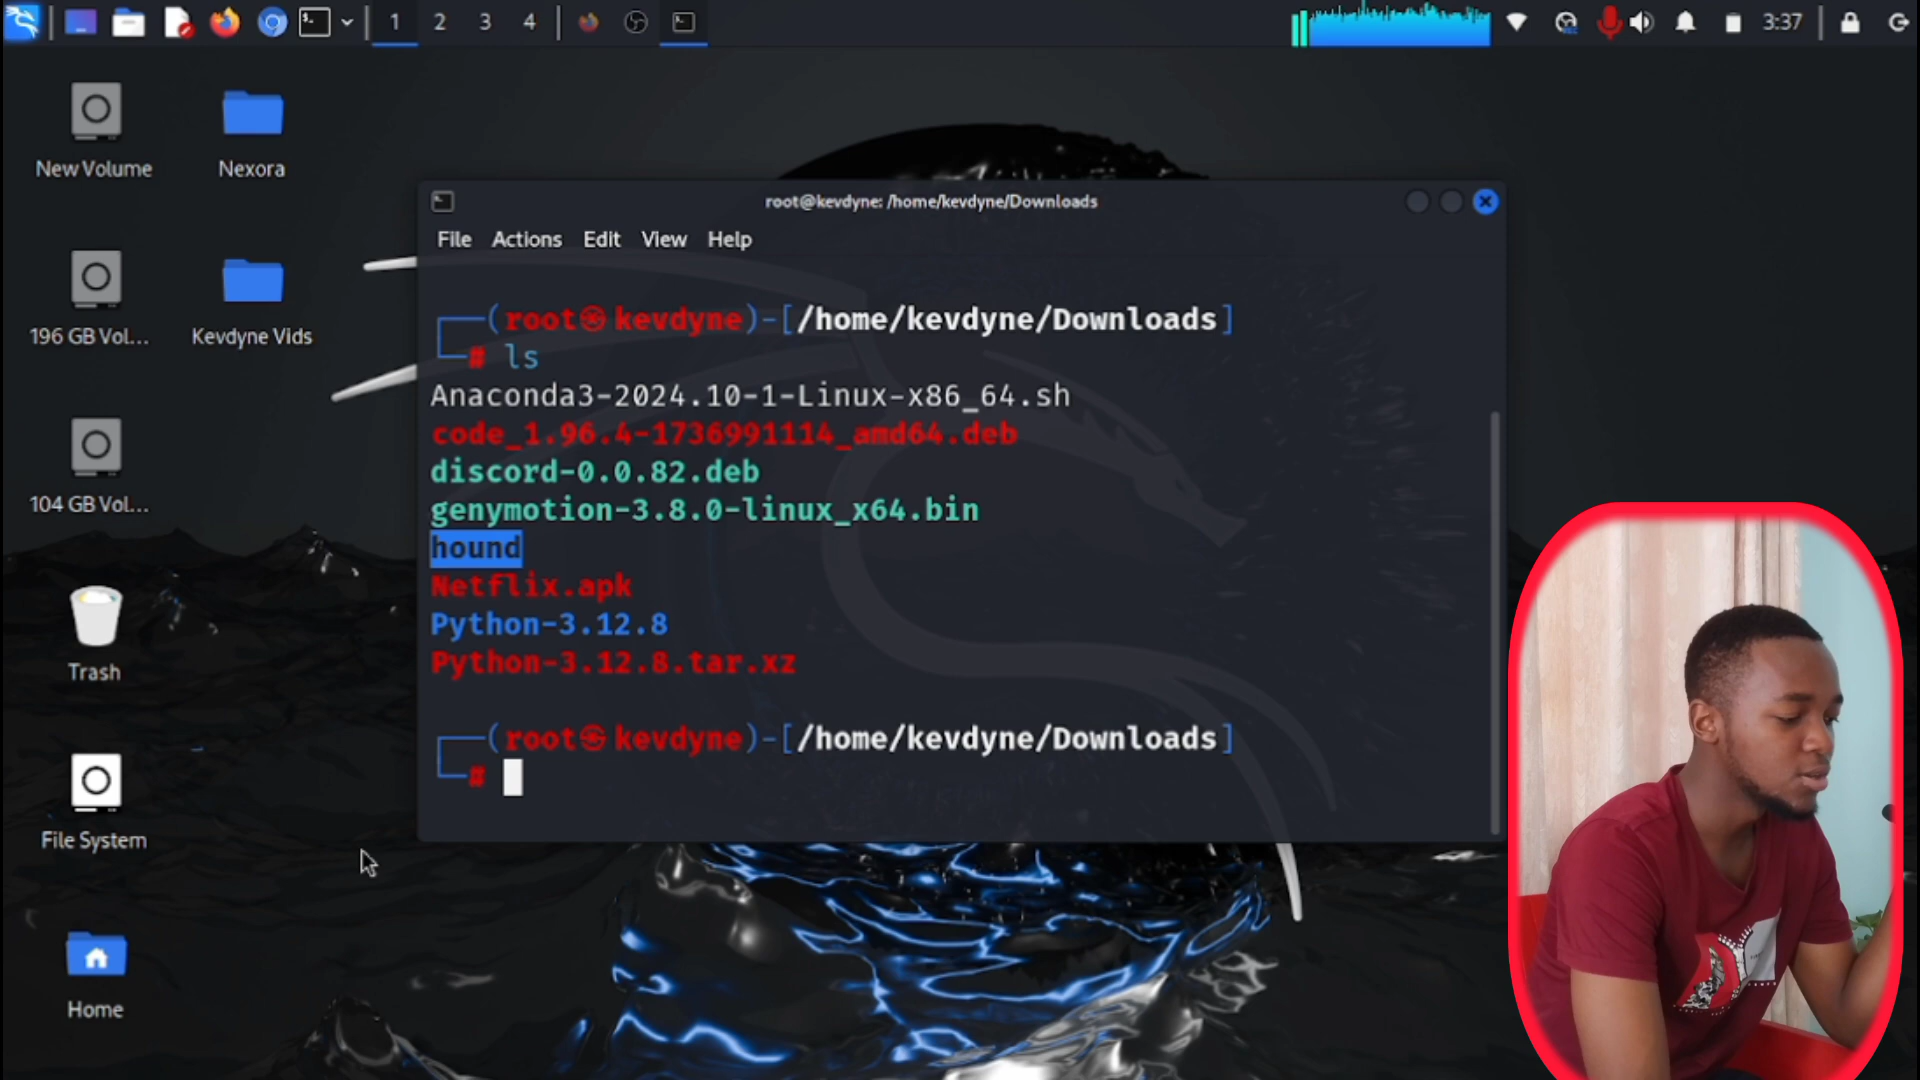 1 2 3 4
3:37
New Volume
Nexora
196 GB Vol...
Kevdyne Vids
104 GB Vol...
Trash
File System
Home
root@kevdyne: /home/kevdyne/Downloads
File Actions Edit View Help
┌──(root㉿kevdyne)-[/home/kevdyne/Downloads]
└─# ls
Anaconda3-2024.10-1-Linux-x86_64.sh
code_1.96.4-1736991114_amd64.deb
discord-0.0.82.deb
genymotion-3.8.0-linux_x64.bin
hound
Netflix.apk
Python-3.12.8
Python-3.12.8.tar.xz
┌──(root㉿kevdyne)-[/home/kevdyne/Downloads]
└─#